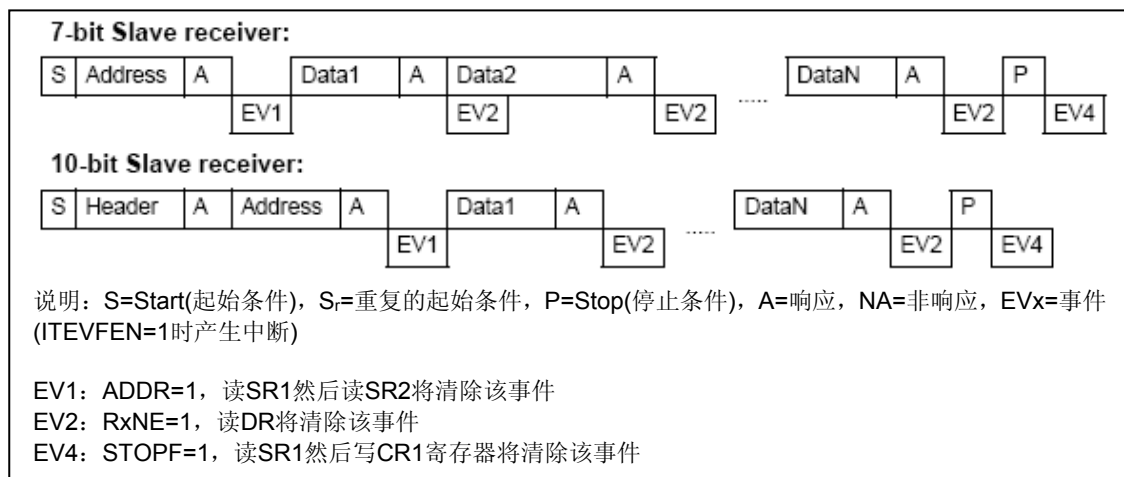 7-bit Slave receiver:
S Address A Data1 A Data2 A ..... DataN A P
EV1 EV2 EV2 EV2 EV4
10-bit Slave receiver:
S Header A Address A Data1 A ..... DataN A P
EV1 EV2 EV2 EV4
说明：S=Start(起始条件)，Sr=重复的起始条件，P=Stop(停止条件)，A=响应，NA=非响应，EVx=事件
(ITEVFEN=1时产生中断)
EV1：ADDR=1，读SR1然后读SR2将清除该事件
EV2：RxNE=1，读DR将清除该事件
EV4：STOPF=1，读SR1然后写CR1寄存器将清除该事件